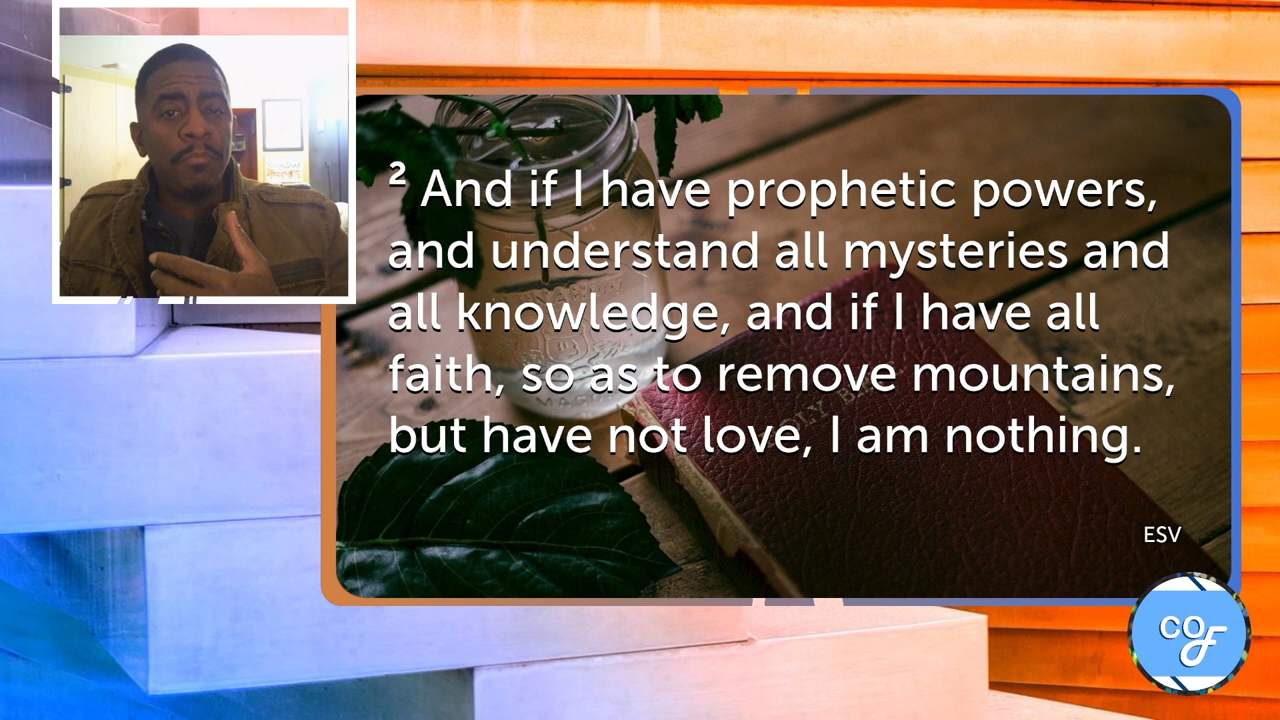 ² And if I have prophetic powers,
and understand all mysteries and
all knowledge, and if I have all
faith, so as to remove mountains,
but have not love, I am nothing.
ESV
COF